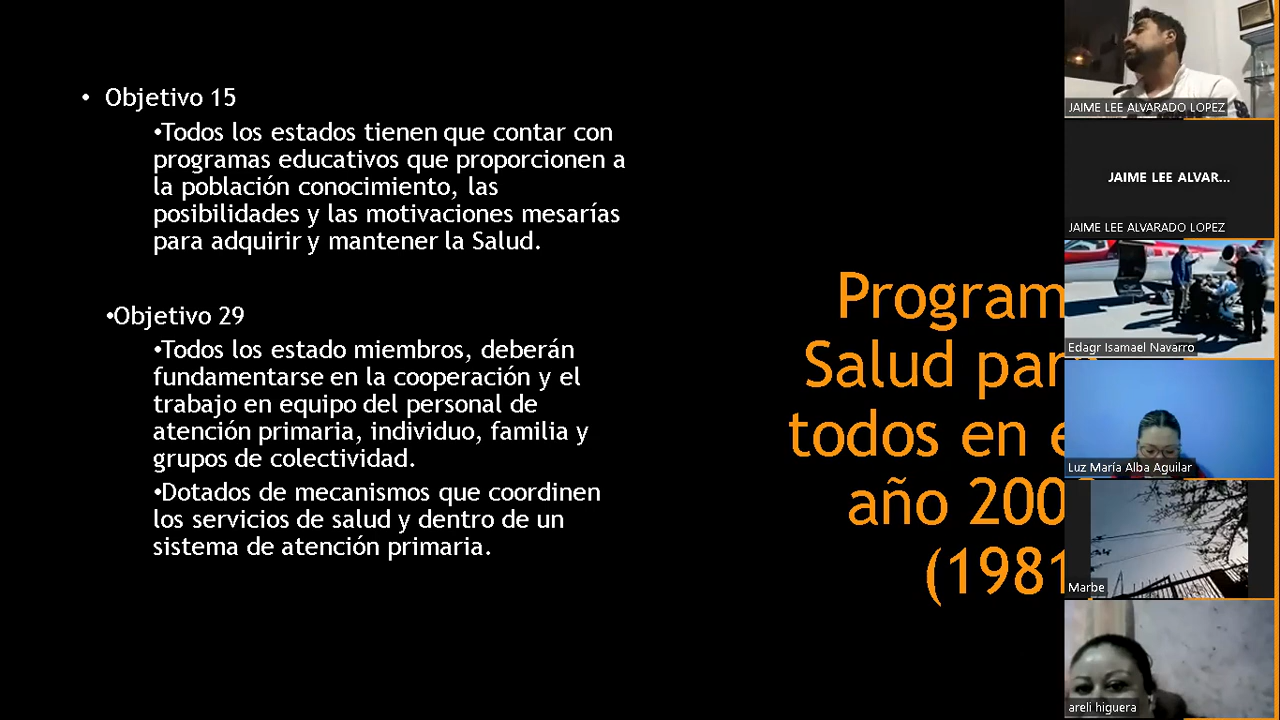 • Objetivo 15
•Todos los estados tienen que contar con
programas educativos que proporcionen a
la población conocimiento, las
posibilidades y las motivaciones mesarías
para adquirir y mantener la Salud.
•Objetivo 29
•Todos los estado miembros, deberán
fundamentarse en la cooperación y el
trabajo en equipo del personal de
atención primaria, individuo, familia y
grupos de colectividad.
•Dotados de mecanismos que coordinen
los servicios de salud y dentro de un
sistema de atención primaria.
Program
Salud par
todos en e
año 200
(1981
JAIME LEE ALVARADO LOPEZ
JAIME LEE ALVAR...
JAIME LEE ALVARADO LOPEZ
Edagr Isamael Navarro
Luz María Alba Aguilar
Marbe
areli higuera